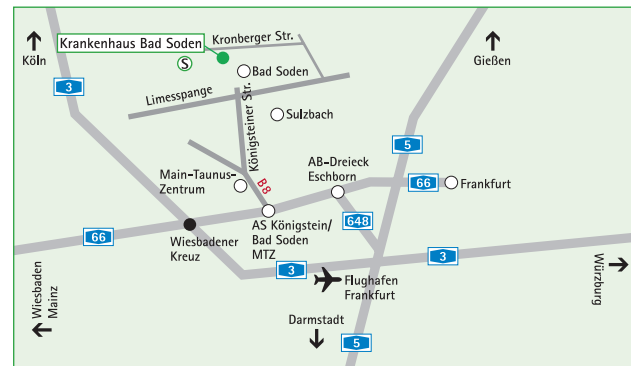 Köln
Krankenhaus Bad Soden
Kronberger Str.
S
Bad Soden
Gießen
3
Limesspange
Königsteiner Str.
Sulzbach
5
Main-Taunus-
Zentrum
B8
AB-Dreieck
Eschborn
66
Frankfurt
648
66
Wiesbadener
Kreuz
AS Königstein/
Bad Soden
MTZ
3
3
Flughafen
Frankfurt
Wiesbaden
Mainz
Würzburg
Darmstadt
5